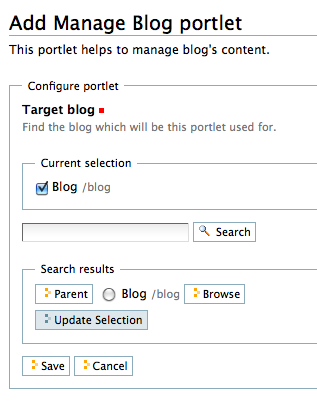 Add Manage Blog portlet
This portlet helps to manage blog's content.
Configure portlet
Target blog
Find the blog which will be this portlet used for.
Current selection
Blog /blog
Search
Search results
Parent Blog /blog Browse
Update Selection
Save Cancel